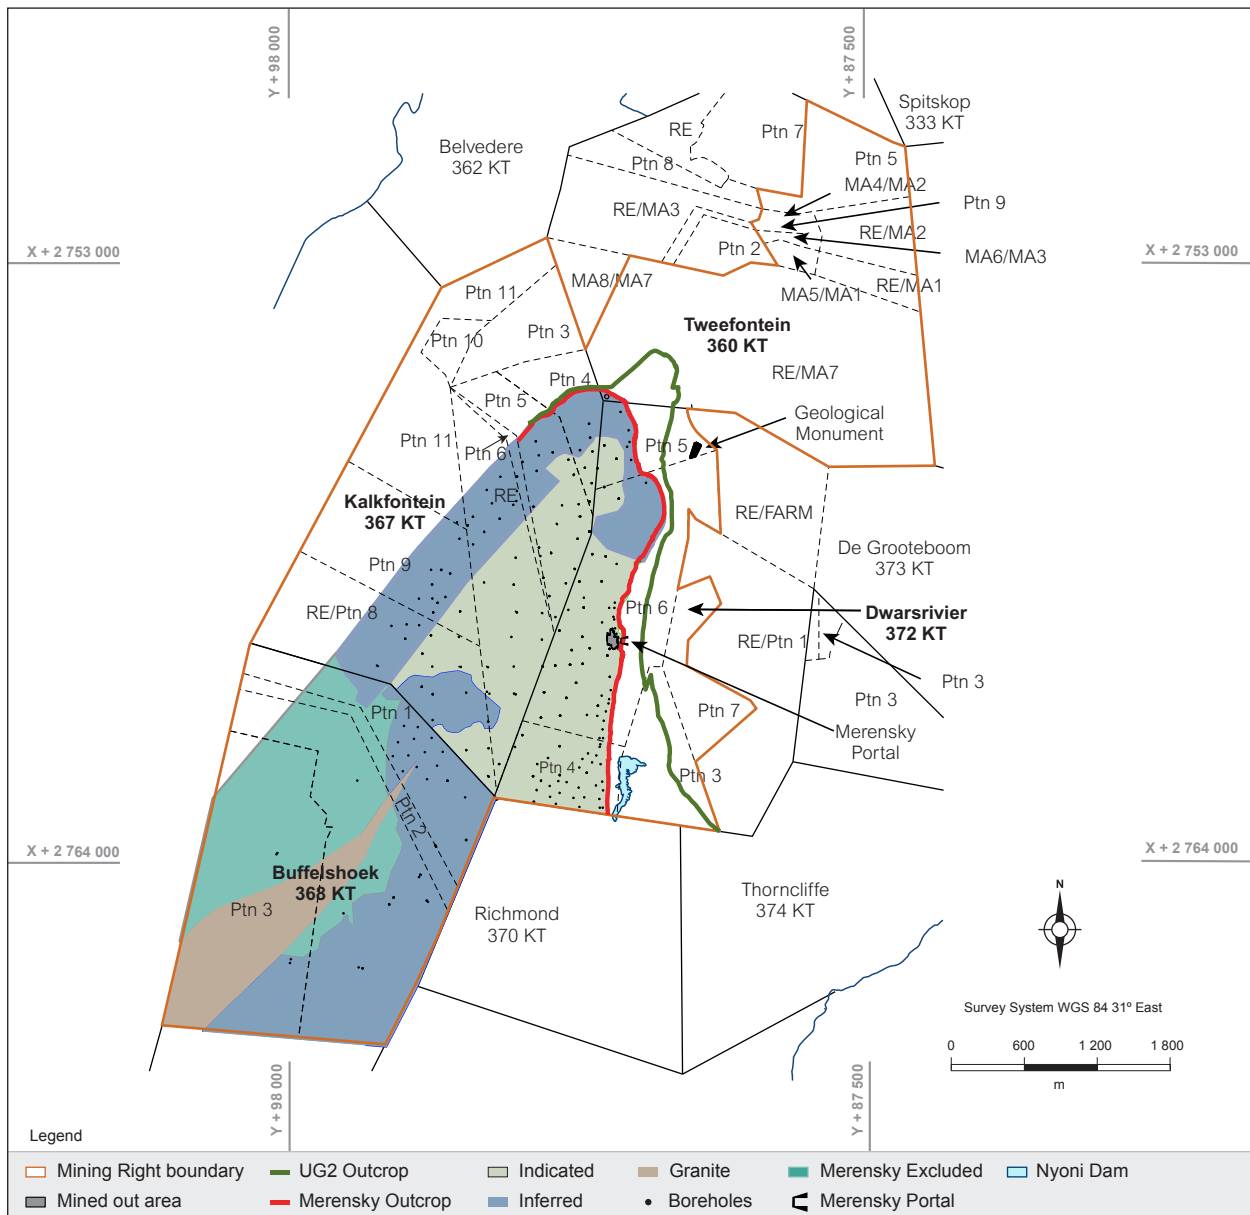 Y + 98 000
Y + 87 500
Spitskop
333 KT
Belvedere
362 KT
RE
Ptn 7
Ptn 8
Ptn 5
MA4/MA2
Ptn 9
RE/MA3
RE/MA2
Ptn 2
MA6/MA3
X + 2 753 000
X + 2 753 000
MA8/MA7
MA5/MA1
RE/MA1
Ptn 11
Ptn 10
Ptn 3
Tweefontein
360 KT
RE/MA7
Ptn 4
Ptn 5
Geological
Monument
Ptn 11
Ptn 6
Ptn 5
RE
Kalkfontein
367 KT
RE/FARM
De Grooteboom
373 KT
Ptn 9
RE/Ptn 8
Ptn 6
Dwarsrivier
372 KT
RE/Ptn 1
Ptn 3
Ptn 3
Ptn 1
Ptn 7
Merensky
Portal
Ptn 4
Ptn 3
Ptn 2
X + 2 764 000
X + 2 764 000
Buffelshoek
368 KT
Ptn 3
Richmond
370 KT
Thorncliffe
374 KT
N
Survey System WGS 84 31º East
0 600 1 200 1 800
m
Y + 98 000
Y + 87 500
Legend
Mining Right boundary
UG2 Outcrop
Indicated
Granite
Merensky Excluded
Nyoni Dam
Mined out area
Merensky Outcrop
Inferred
Boreholes
Merensky Portal